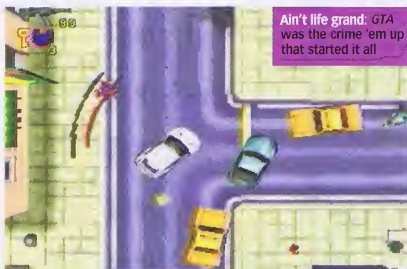 Ain't life grand: GTA
was the crime 'em up
that started it all